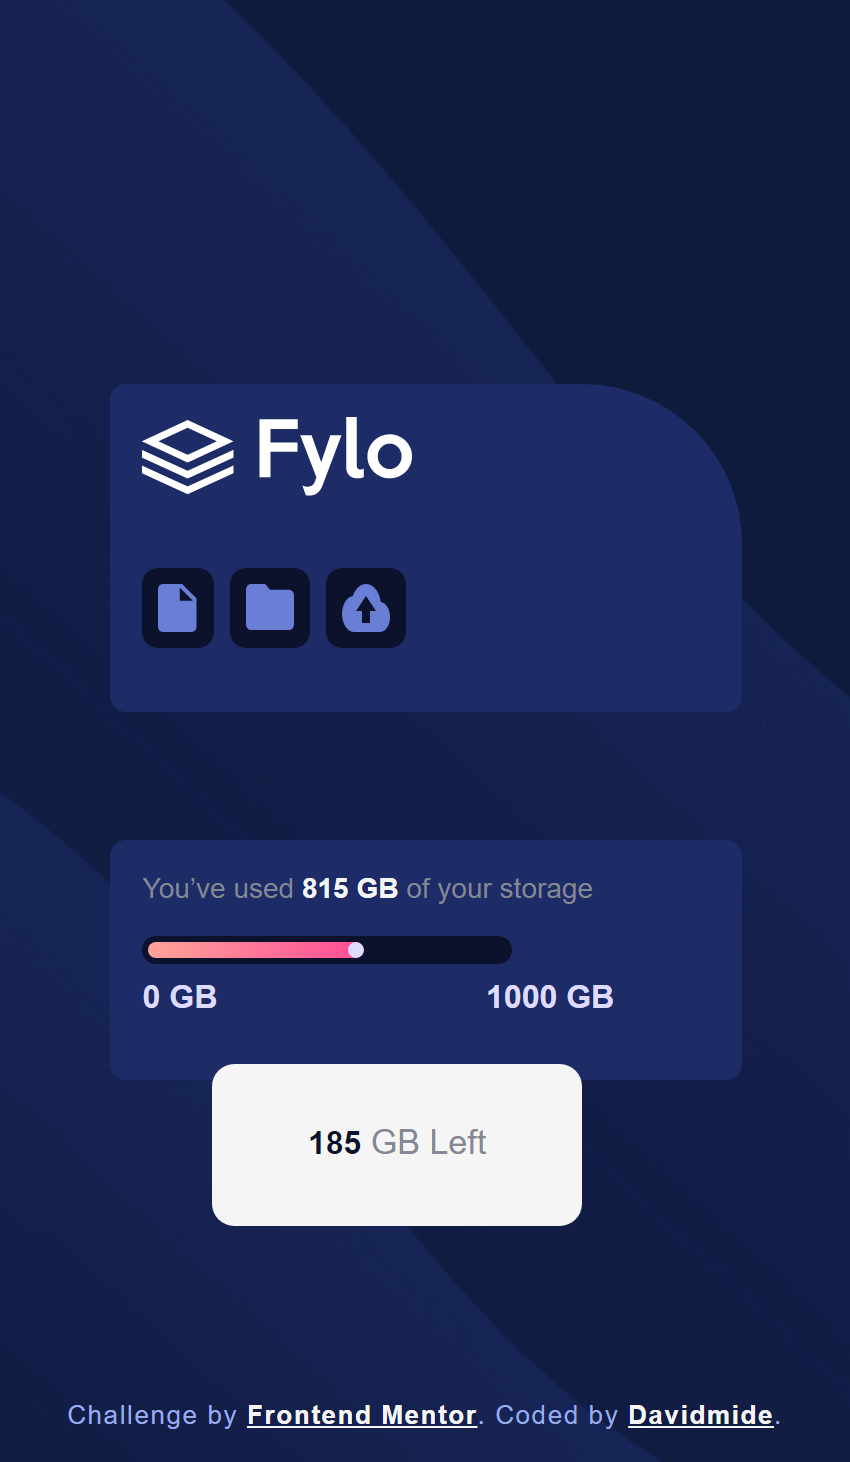 Fylo
You’ve used 815 GB of your storage
0 GB 1000 GB
185 GB Left
Challenge by Frontend Mentor. Coded by Davidmide.